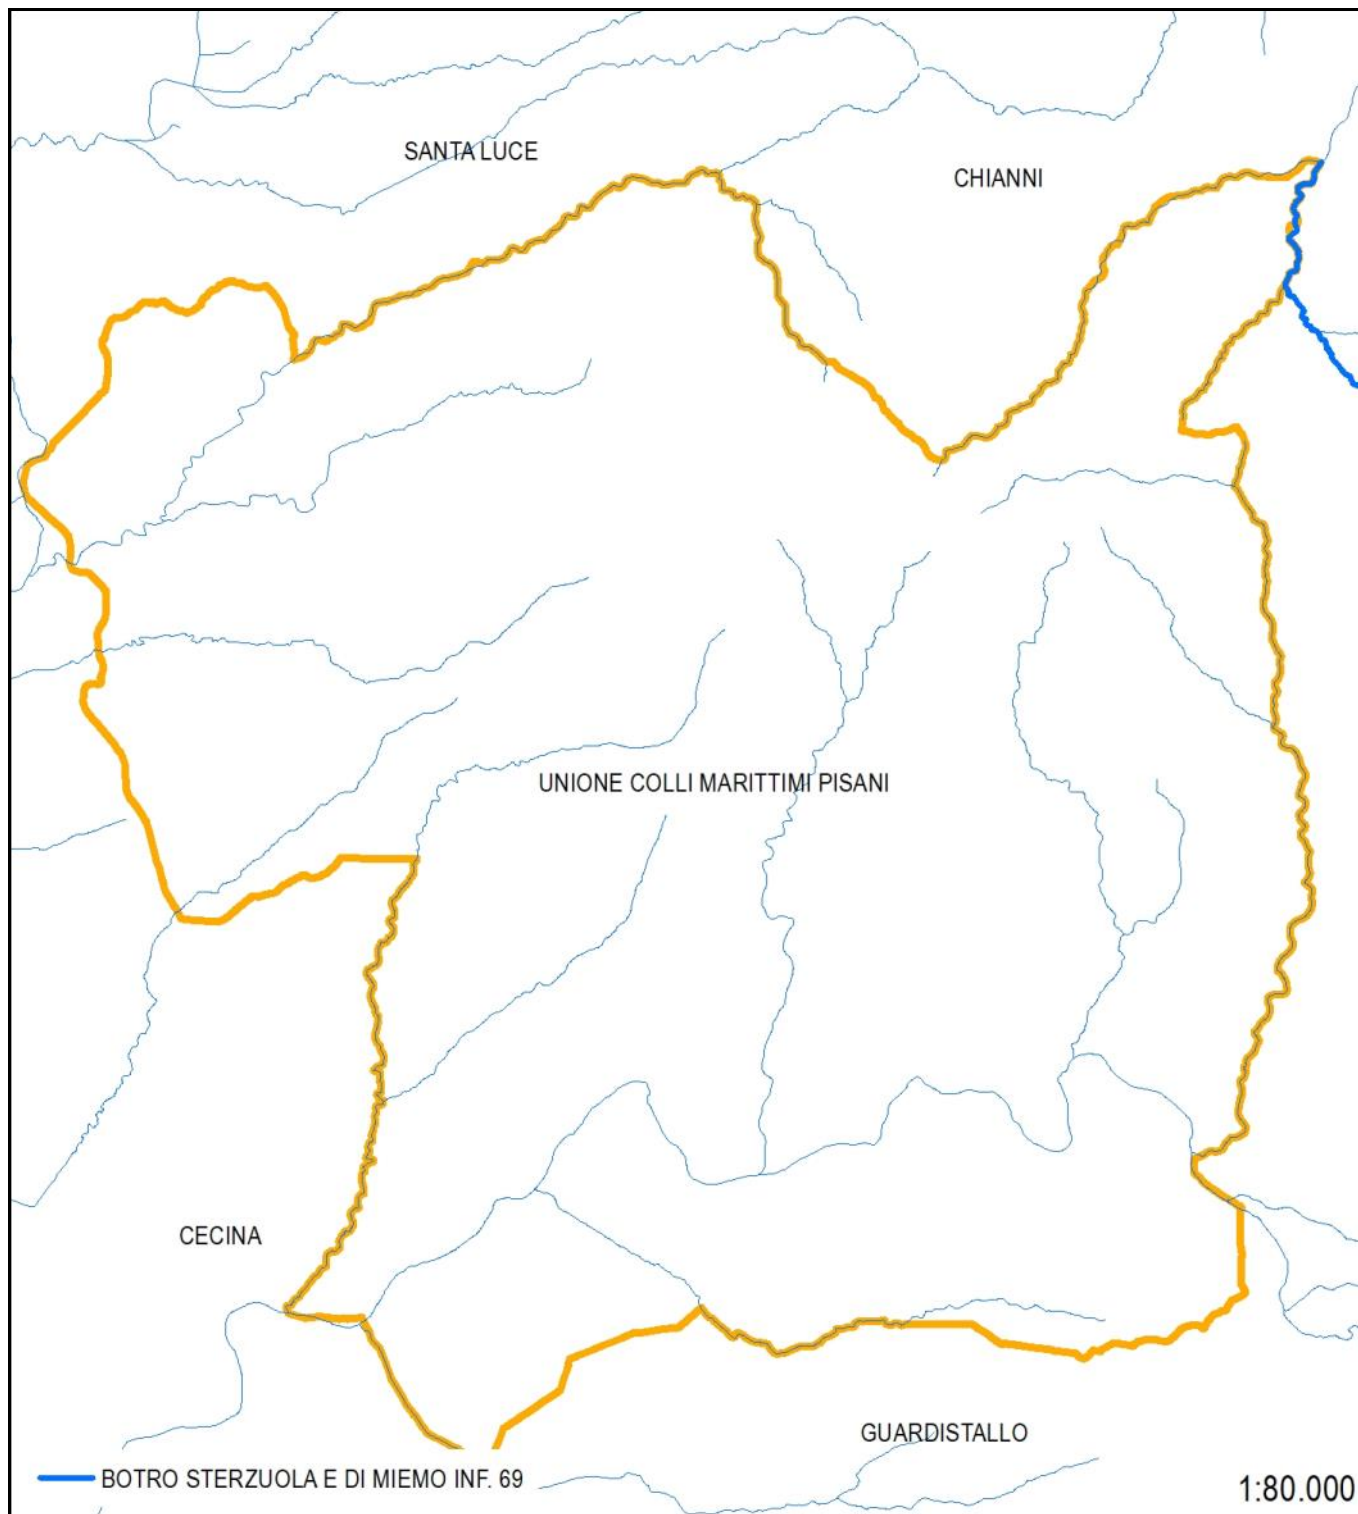 SANTA LUCE
CHIANNI
UNIONE COLLI MARITTIMI PISANI
CECINA
GUARDISTALLO
BOTRO STERZUOLA E DI MIEMO INF. 69
1:80.000